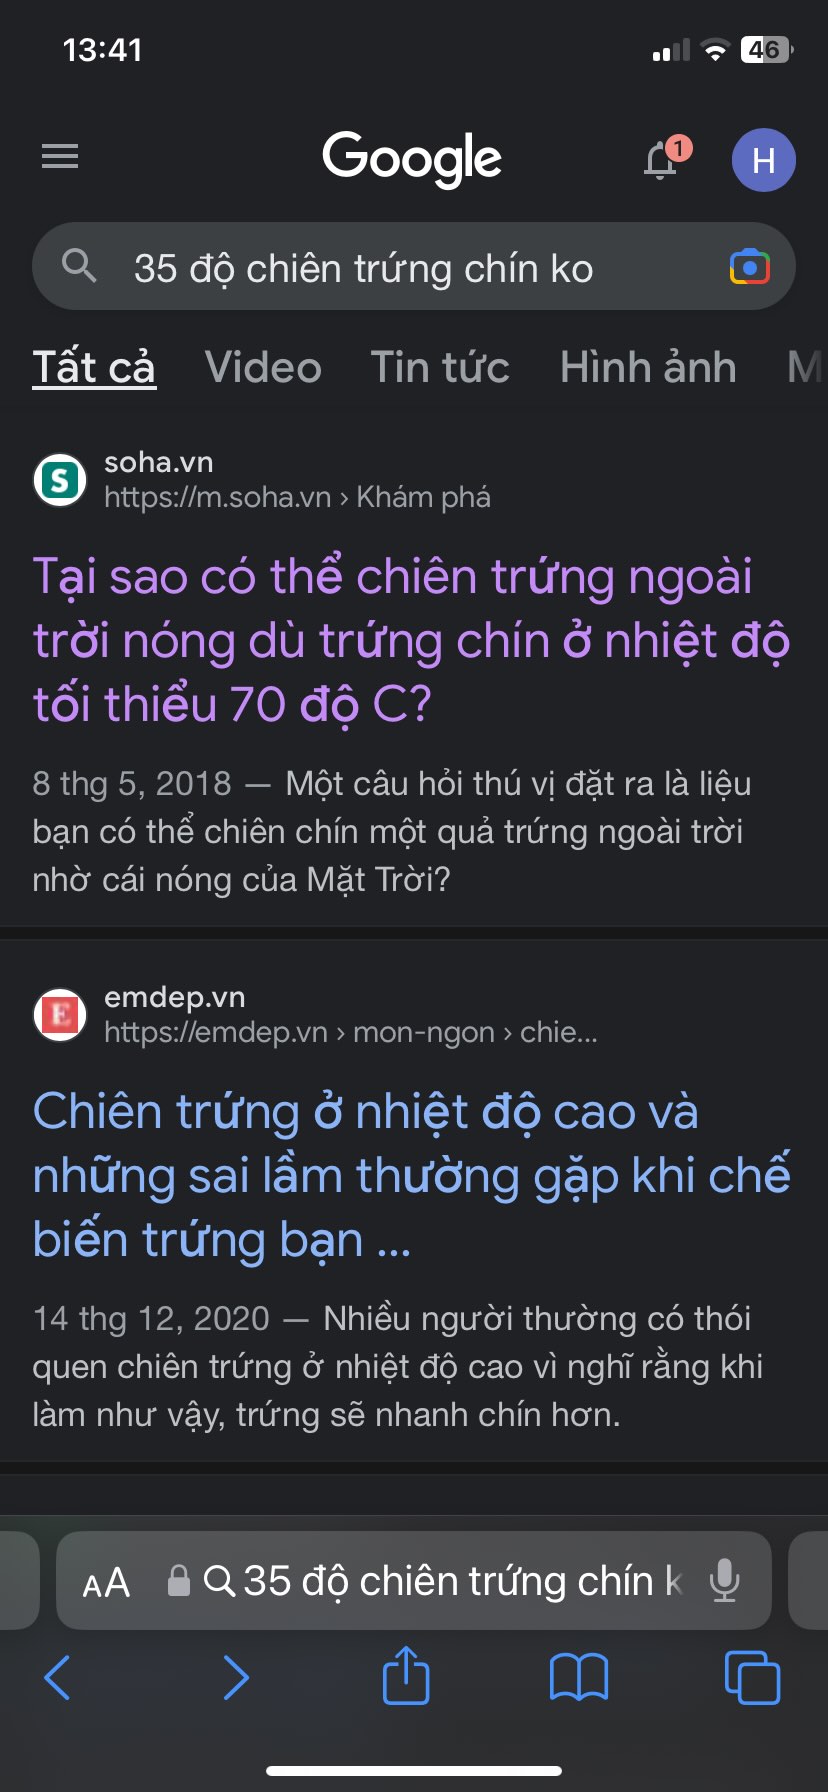 13:41
46
Google
1
H
35 độ chiên trứng chín ko
Tất cả Video Tin tức Hình ảnh M
S
soha.vn
https://m.soha.vn › Khám phá
Tại sao có thể chiên trứng ngoài
trời nóng dù trứng chín ở nhiệt độ
tối thiểu 70 độ C?
8 thg 5, 2018 — Một câu hỏi thú vị đặt ra là liệu
bạn có thể chiên chín một quả trứng ngoài trời
nhờ cái nóng của Mặt Trời?
E
emdep.vn
https://emdep.vn › mon-ngon › chie...
Chiên trứng ở nhiệt độ cao và
những sai lầm thường gặp khi chế
biến trứng bạn ...
14 thg 12, 2020 — Nhiều người thường có thói
quen chiên trứng ở nhiệt độ cao vì nghĩ rằng khi
làm như vậy, trứng sẽ nhanh chín hơn.
AA 35 độ chiên trứng chín k